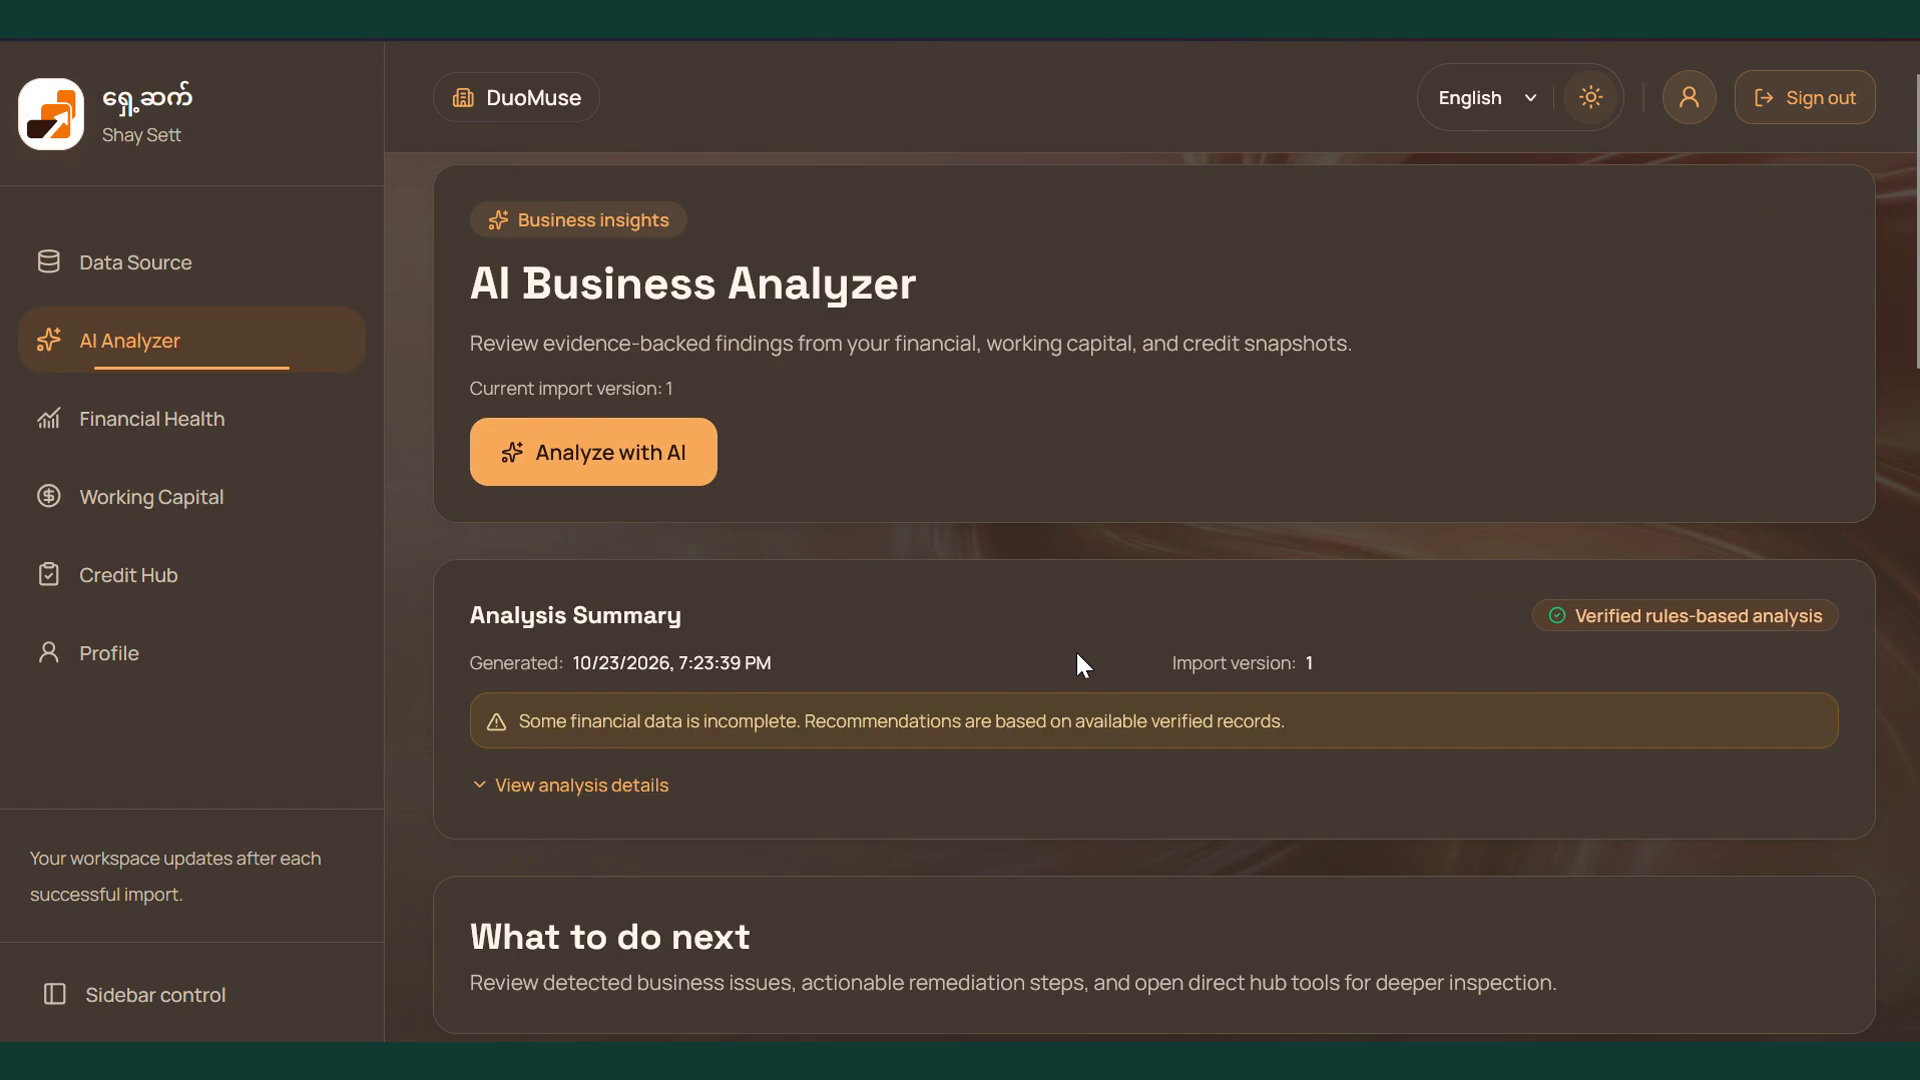 ရှေ့ဆက်
Shay Sett
DuoMuse
English
Sign out
Data Source
AI Analyzer
Financial Health
Working Capital
Credit Hub
Profile
Your workspace updates after each
successful import.
Sidebar control
Business insights
AI Business Analyzer
Review evidence-backed findings from your financial, working capital, and credit snapshots.
Current import version: 1
Analyze with AI
Analysis Summary
Verified rules-based analysis
Generated: 10/23/2026, 7:23:39 PM
Import version: 1
Some financial data is incomplete. Recommendations are based on available verified records.
View analysis details
What to do next
Review detected business issues, actionable remediation steps, and open direct hub tools for deeper inspection.